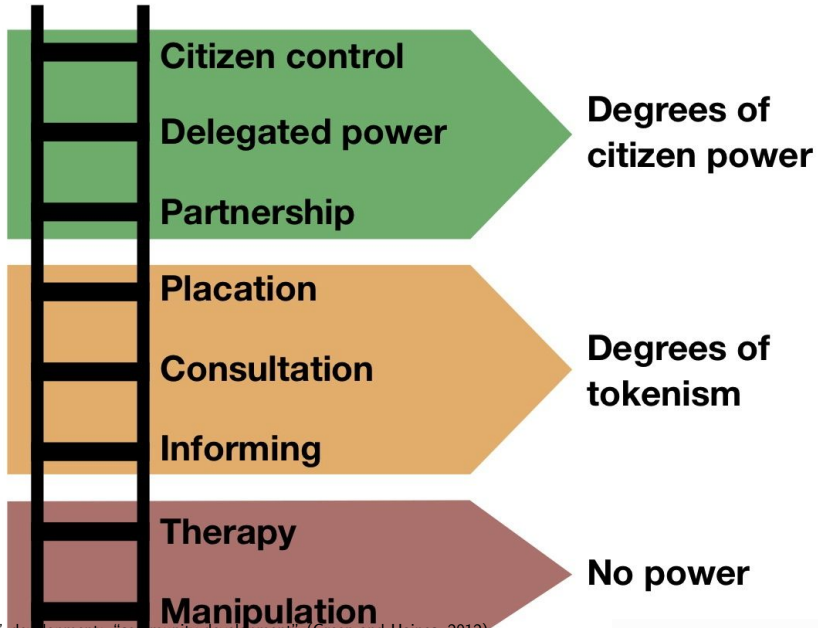 Citizen control
Delegated power
Partnership
Degrees of
citizen power
Placation
Consultation
Informing
Degrees of
tokenism
Therapy
Manipulation
No power